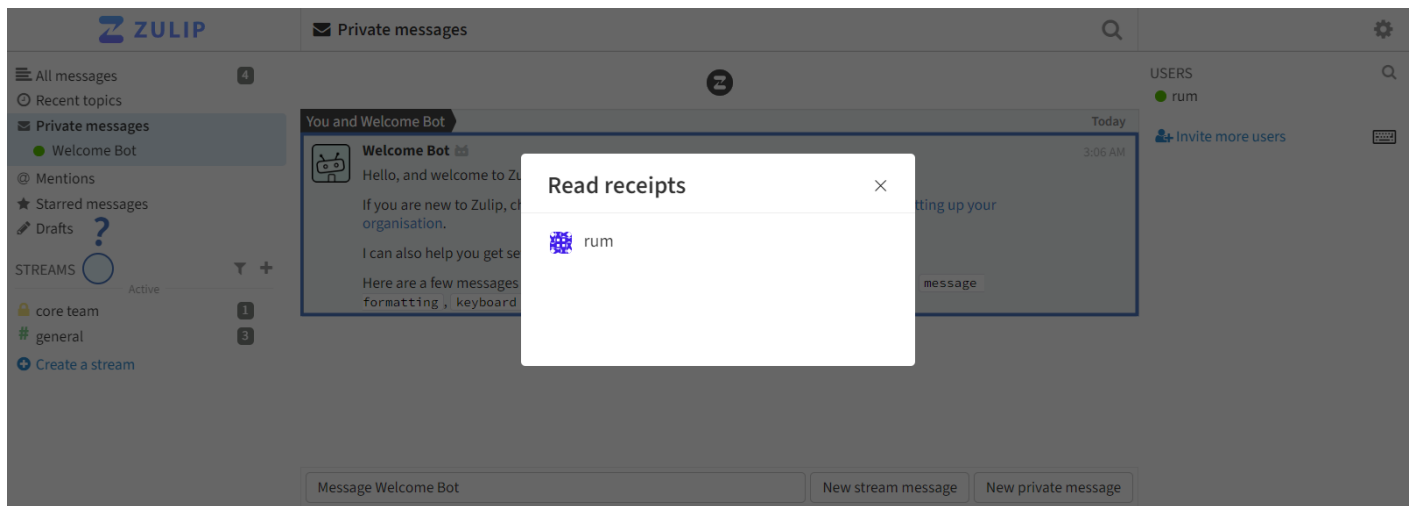 ZULIP
Private messages
All messages 4
Recent topics
Private messages
Welcome Bot
@ Mentions
Starred messages
Drafts
?
STREAMS
Active
core team 1
# general 3
Create a stream
You and Welcome Bot Today
Welcome Bot 3:06 AM
Hello, and welcome to Zu
If you are new to Zulip, ch tting up your
organisation.
I can also help you get se
Here are a few messages message
formatting, keyboard
Read receipts ×
rum
Message Welcome Bot New stream message New private message
USERS
rum
Invite more users